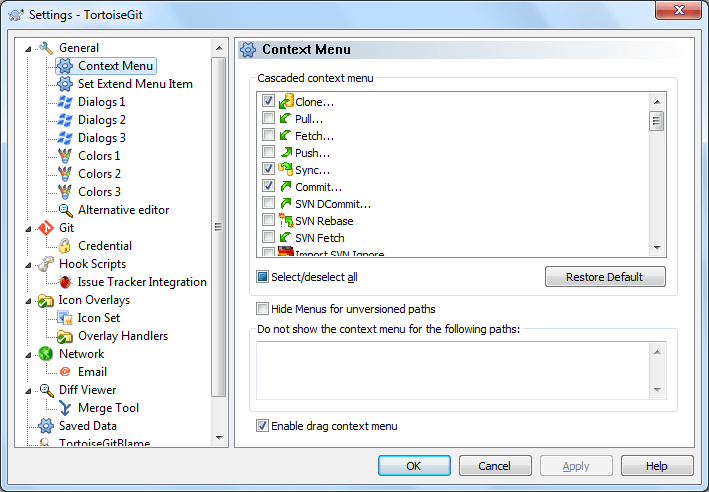 Settings - TortoiseGit
General
Context Menu
Set Extend Menu Item
Dialogs 1
Dialogs 2
Dialogs 3
Colors 1
Colors 2
Colors 3
Alternative editor
Git
Credential
Hook Scripts
Issue Tracker Integration
Icon Overlays
Icon Set
Overlay Handlers
Network
Email
Diff Viewer
Merge Tool
Saved Data
TortoiseGitBlame
Context Menu
Cascaded context menu
Clone...
Pull...
Fetch...
Push...
Sync...
Commit...
SVN DCommit...
SVN Rebase
SVN Fetch
Import SVN Ignore
Select/deselect all
Restore Default
Hide Menus for unversioned paths
Do not show the context menu for the following paths:
Enable drag context menu
OK
Cancel
Apply
Help